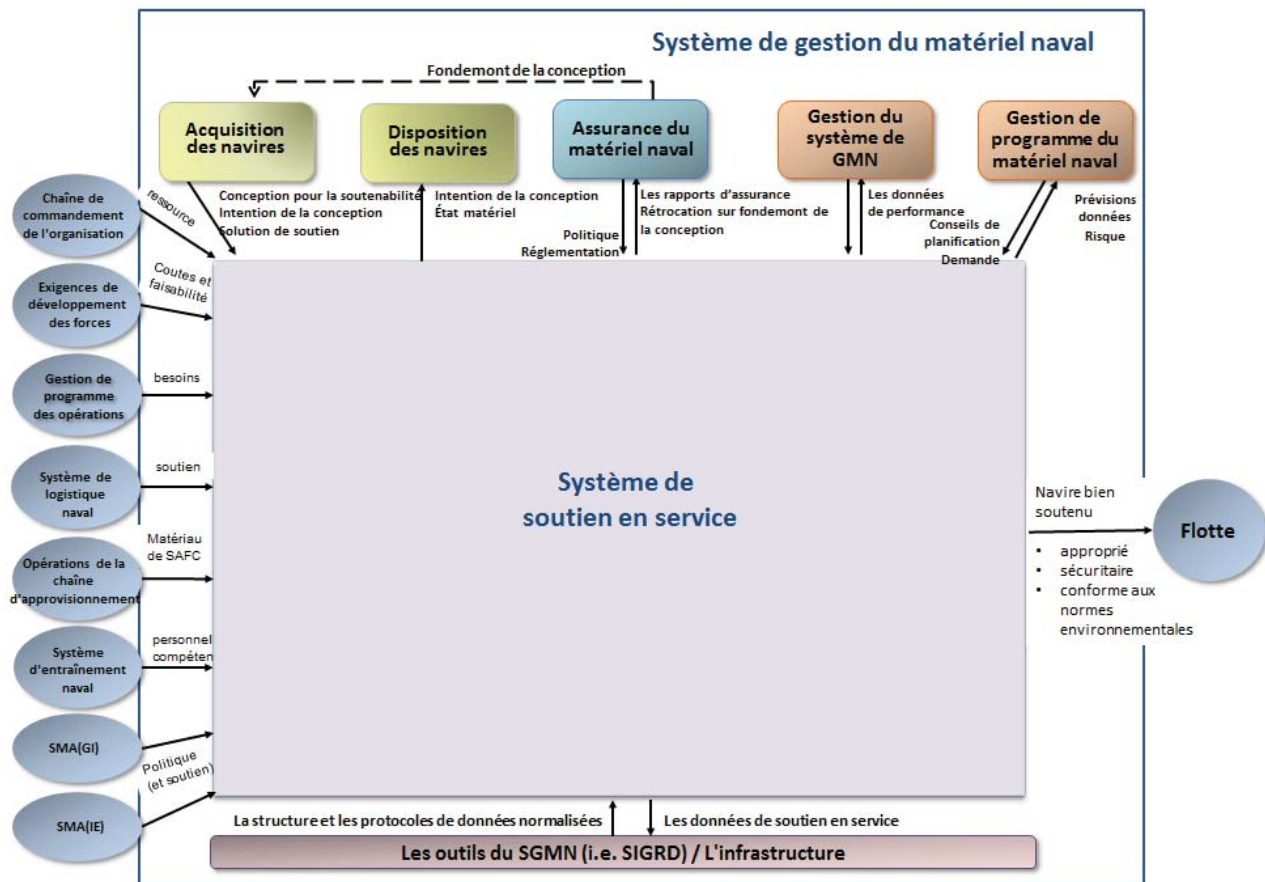 Système de gestion du matériel naval
Fondemont de la conception
Acquisition
des navires
Disposition
des navires
Assurance du
matériel naval
Gestion du
système de
GMN
Gestion de
programme du
matériel naval
Conception pour la soutenabilité
Intention de la conception
Solution de soutien
Intention de la conception
État matériel
Politique
Réglementation
Les rapports d'assurance
Rétrocation sur fondemont de
la conception
Les données
de performance
Conseils de
planification
Demande
Prévisions
données
Risque
Chaîne de
commandement
de l'organisation
ressource
Exigences de
développement
des forces
Coutes et
faisabilité
Gestion de
programme
des opérations
besoins
Système de
logistique
naval
soutien
Opérations de la
chaîne
d'approvisionnement
Matériau
de SAFC
Système
d'entraînement
naval
personnel
compéten
SMA(GI)
Politique
(et soutien)
SMA(IE)
Système de
soutien en service
Navire bien
soutenu
• approprié
• sécuritaire
• conforme aux
normes
environnementales
Flotte
La structure et les protocoles de données normalisées
Les données de soutien en service
Les outils du SGMN (i.e. SIGRD) / L'infrastructure